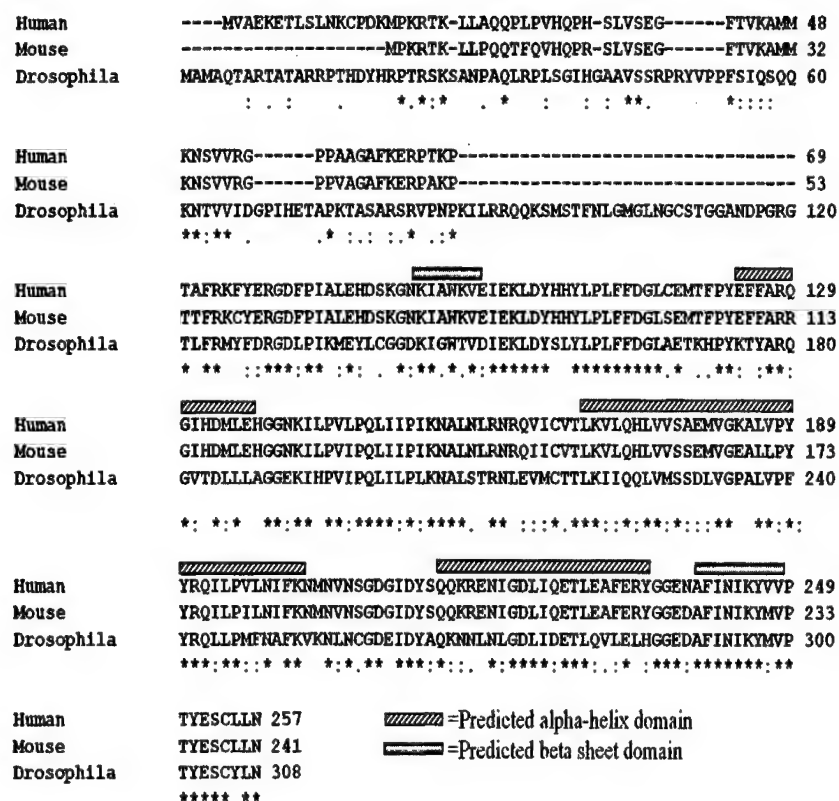 Human ----MVAEKETLSLNKCPDKMPKRTK-LLAQQPLPVHQPH-SLVSEG------FTVKAMM 48
Mouse --------------------MPKRTK-LLPQQTFQVHQPR-SLVSEG------FTVKAMM 32
Drosophila MAMAQTARTATARRPTHDYHRPTRSKSANPAQLRPLSGIHGAAVSSRPRYVPPFSIQSQQ 60
: . : . *.*:* . * : : **. *::::
Human KNSVVRG------PPAAGAFKERPTKP--------------------------------- 69
Mouse KNSVVRG------PPVAGAFKERPAKP--------------------------------- 53
Drosophila KNTVVIDGPIHETAPKTASARSRVPNPKILRRQQKSMSTFNLGMGLNGCSTGGANDPGRG 120
**:** . .* :.: :.* *
Human TAFRKFYERGDFPIALEHDSKGNKIAWKVEIEKLDYHHYLPLFFDGLCEMTFPYEFFARQ 129
Mouse TTFRKCYERGDFPIALEHDSKGNKIAWKVEIEKLDYHHYLPLFFDGLSEMTFPYEFFARR 113
Drosophila TLFRMYFDRGDLPIKMEYLCGGDKIGWTVDIEKLDYSLYLPLFFDGLAETKHPYKTYARQ 180
* ** ::***:** :*: . *:**.*.*:****** *********.* ..**: :**:
Human GIHDMLEHGGNKILPVLPQLIIPIKNALNLRNRQVICVTLKVLQHLVVSAEMVGKALVPY 189
Mouse GIHDMLEHGGNKILPVIPQLIIPIKNALNLRNRQIICVTLKVLQHLVVSSEMVGEALLPY 173
Drosophila GVTDLLLAGGEKIHPVIPQLILPLKNALSTRNLEVMCTTLKIIQQLVMSSDLVGPALVPF 240
*: *:* **:** **:****:*:****. ** :::*.***::*:**:*:::** **:*:
Human YRQILPVLNIFKNMNVNSGDGIDYSQQKRENIGDLIQETLEAFERYGGENAFINIKYVVP 249
Mouse YRQILPILNIFKNMNVNSGDGIDYSQQKRENIGDLIQETLEAFERYGGENAFINIKYVVP 233
Drosophila YRQLLPMFNAFKVKNLNCGDEIDYAQKNNLNLGDLIDETLQVLELHGGEDAFINIKYMVP 300
***:**::* ** *:*.** ***:*::. *:****:***:.:* :***:*******:**
Human TYESCLLN 257 =Predicted alpha-helix domain
Mouse TYESCLLN 241 =Predicted beta sheet domain
Drosophila TYESCYLN 308
***** **